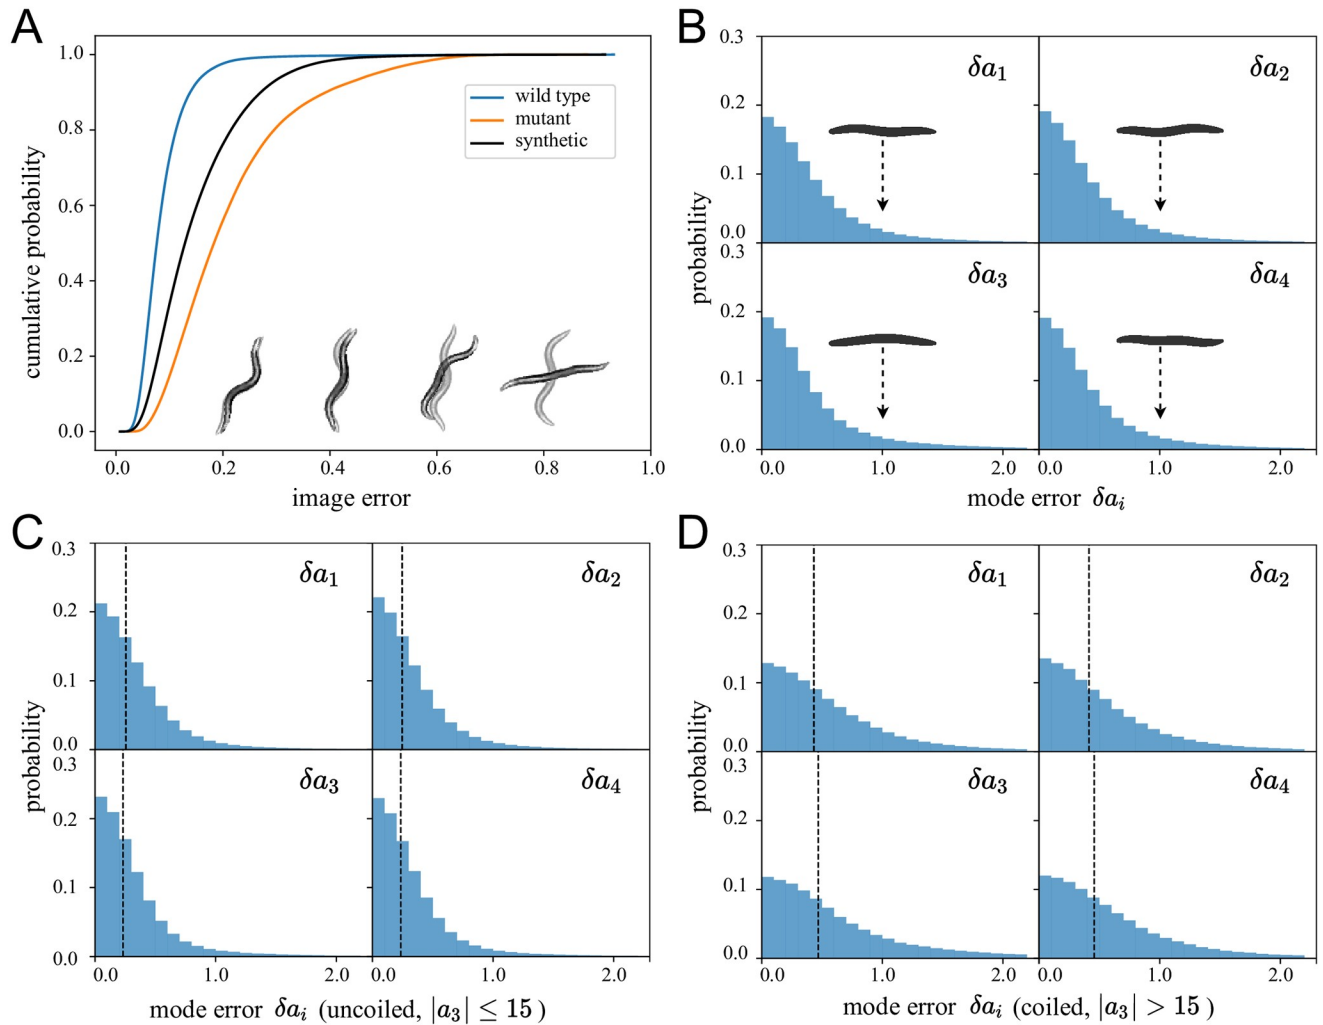 A
1.0
0.8
0.6
0.4
0.2
0.0
cumulative probability
wild type
mutant
synthetic
0.0 0.2 0.4 0.6 0.8 1.0
image error
B
0.3
0.2
0.1
0.0
0.3
0.2
0.1
0.0
probability
δa₁ δa₂
δa₃ δa₄
0.0 1.0 2.0 0.0 1.0 2.0
mode error δaᵢ
C
0.3
0.2
0.1
0.0
0.3
0.2
0.1
0.0
probability
δa₁ δa₂
δa₃ δa₄
0.0 1.0 2.0 0.0 1.0 2.0
mode error δaᵢ (uncoiled, |a₃| ≤ 15 )
D
0.3
0.2
0.1
0.0
0.3
0.2
0.1
0.0
probability
δa₁ δa₂
δa₃ δa₄
0.0 1.0 2.0 0.0 1.0 2.0
mode error δaᵢ (coiled, |a₃| > 15 )